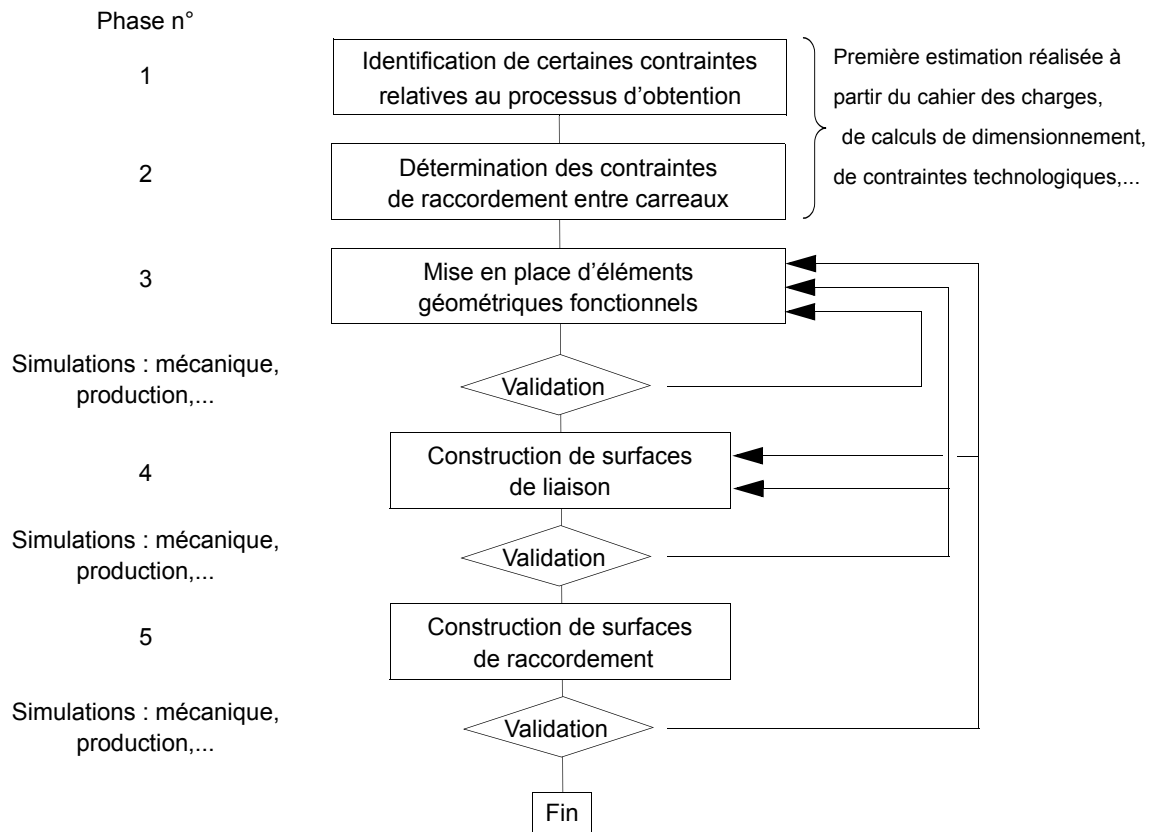 Phase n°
1
Identification de certaines contraintes
relatives au processus d’obtention
Première estimation réalisée à
partir du cahier des charges,
de calculs de dimensionnement,
de contraintes technologiques,...
2
Détermination des contraintes
de raccordement entre carreaux
3
Mise en place d’éléments
géométriques fonctionnels
Simulations : mécanique,
production,...
Validation
4
Construction de surfaces
de liaison
Simulations : mécanique,
production,...
Validation
5
Construction de surfaces
de raccordement
Simulations : mécanique,
production,...
Validation
Fin